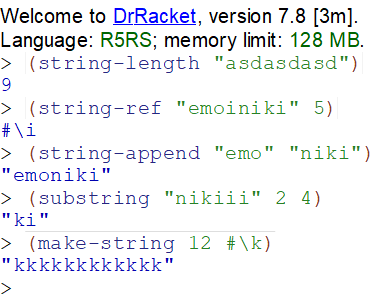 Welcome to DrRacket, version 7.8 [3m].
Language: R5RS; memory limit: 128 MB.
> (string-length "asdasdasd")
9
> (string-ref "emoiniki" 5)
#\i
> (string-append "emo" "niki")
"emoniki"
> (substring "nikiii" 2 4)
"ki"
> (make-string 12 #\k)
"kkkkkkkkkkkk"
>